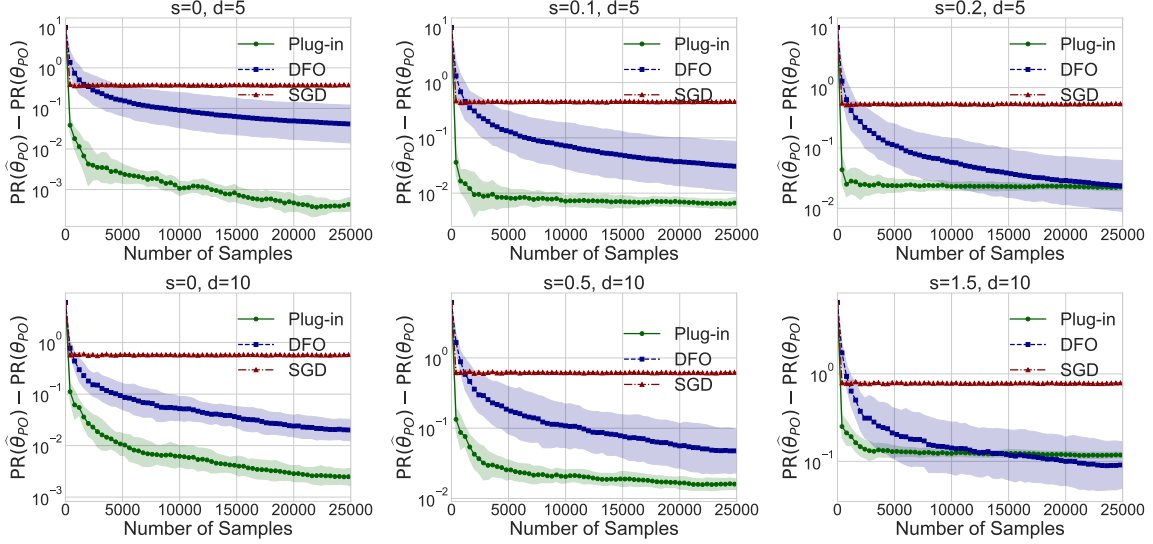 s=0, d=5
PR(θ̂_PO) − PR(θ_PO)
10^1
10^0
10^−1
10^−2
10^−3
Plug-in
DFO
SGD
0 5000 10000 15000 20000 25000
Number of Samples
s=0.1, d=5
PR(θ̂_PO) − PR(θ_PO)
10^1
10^0
10^−1
10^−2
Plug-in
DFO
SGD
0 5000 10000 15000 20000 25000
Number of Samples
s=0.2, d=5
PR(θ̂_PO) − PR(θ_PO)
10^1
10^0
10^−1
10^−2
Plug-in
DFO
SGD
0 5000 10000 15000 20000 25000
Number of Samples
s=0, d=10
PR(θ̂_PO) − PR(θ_PO)
10^0
10^−1
10^−2
10^−3
Plug-in
DFO
SGD
0 5000 10000 15000 20000 25000
Number of Samples
s=0.5, d=10
PR(θ̂_PO) − PR(θ_PO)
10^0
10^−1
10^−2
Plug-in
DFO
SGD
0 5000 10000 15000 20000 25000
Number of Samples
s=1.5, d=10
PR(θ̂_PO) − PR(θ_PO)
10^0
10^−1
Plug-in
DFO
SGD
0 5000 10000 15000 20000 25000
Number of Samples